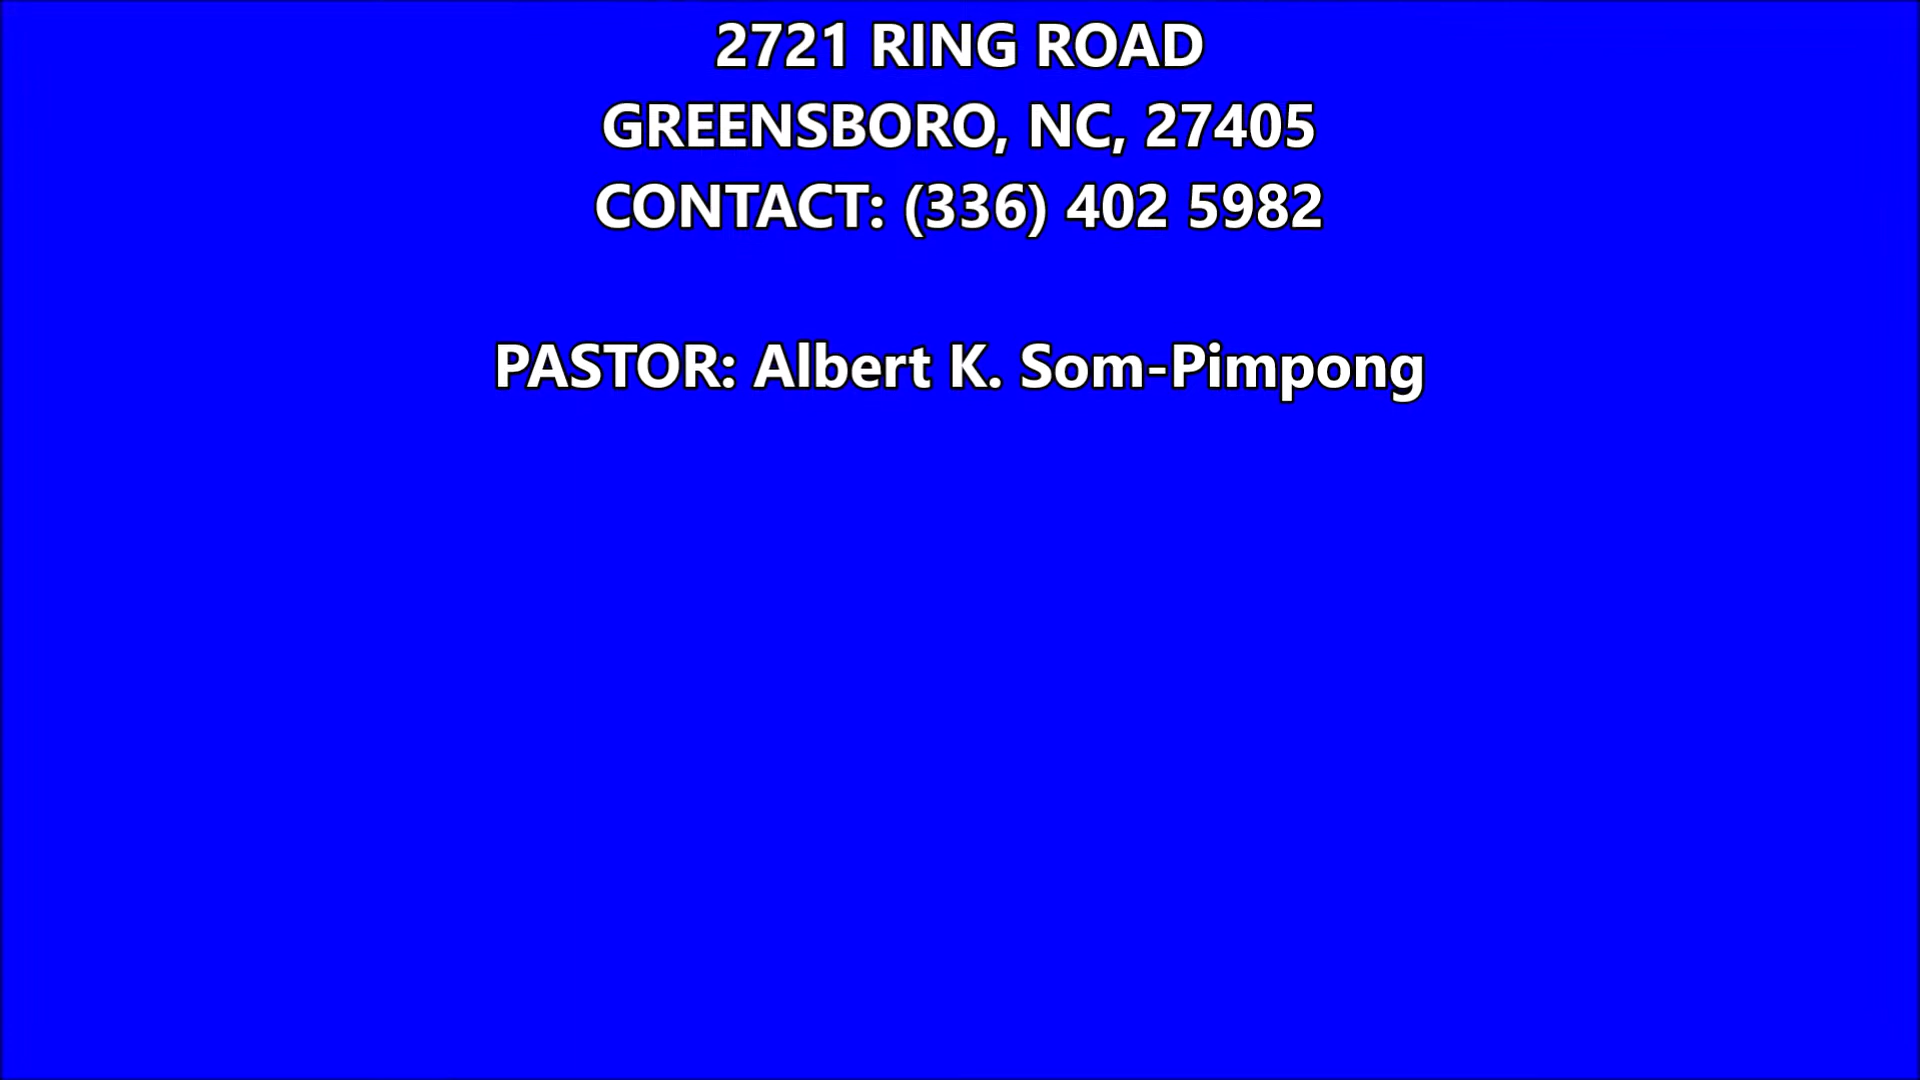 2721 RING ROAD
GREENSBORO, NC, 27405
CONTACT: (336) 402 5982
PASTOR: Albert K. Som-Pimpong